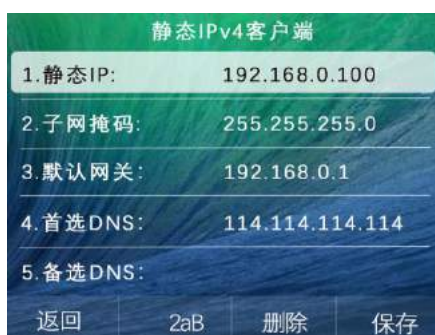 静态IPv4客户端
1.静态IP: 192.168.0.100
2.子网掩码: 255.255.255.0
3.默认网关: 192.168.0.1
4.首选DNS: 114.114.114.114
5.备选DNS:
返回 2aB 删除 保存